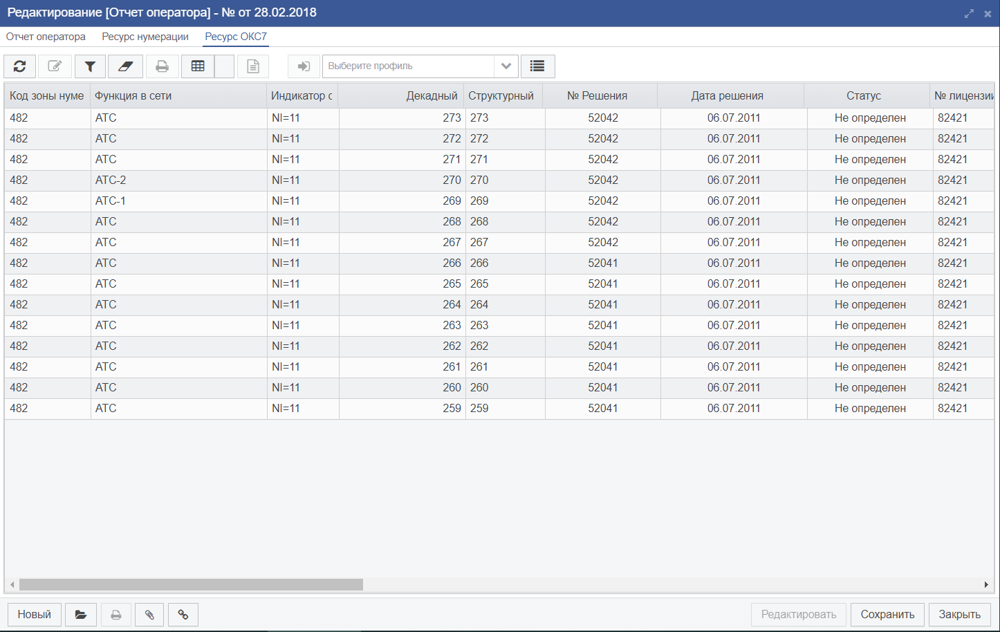 Редактирование [Отчет оператора] - № от 28.02.2018
Отчет оператора Ресурс нумерации Ресурс ОКС7
Выберите профиль
Код зоны нуме Функция в сети Индикатор с Декадный Структурный № Решения Дата решения Статус № лицензии
482 АТС NI=11 273 273 52042 06.07.2011 Не определен 82421
482 АТС NI=11 272 272 52042 06.07.2011 Не определен 82421
482 АТС NI=11 271 271 52042 06.07.2011 Не определен 82421
482 АТС-2 NI=11 270 270 52042 06.07.2011 Не определен 82421
482 АТС-1 NI=11 269 269 52042 06.07.2011 Не определен 82421
482 АТС NI=11 268 268 52042 06.07.2011 Не определен 82421
482 АТС NI=11 267 267 52042 06.07.2011 Не определен 82421
482 АТС NI=11 266 266 52041 06.07.2011 Не определен 82421
482 АТС NI=11 265 265 52041 06.07.2011 Не определен 82421
482 АТС NI=11 264 264 52041 06.07.2011 Не определен 82421
482 АТС NI=11 263 263 52041 06.07.2011 Не определен 82421
482 АТС NI=11 262 262 52041 06.07.2011 Не определен 82421
482 АТС NI=11 261 261 52041 06.07.2011 Не определен 82421
482 АТС NI=11 260 260 52041 06.07.2011 Не определен 82421
482 АТС NI=11 259 259 52041 06.07.2011 Не определен 82421
Новый Редактировать Сохранить Закрыть